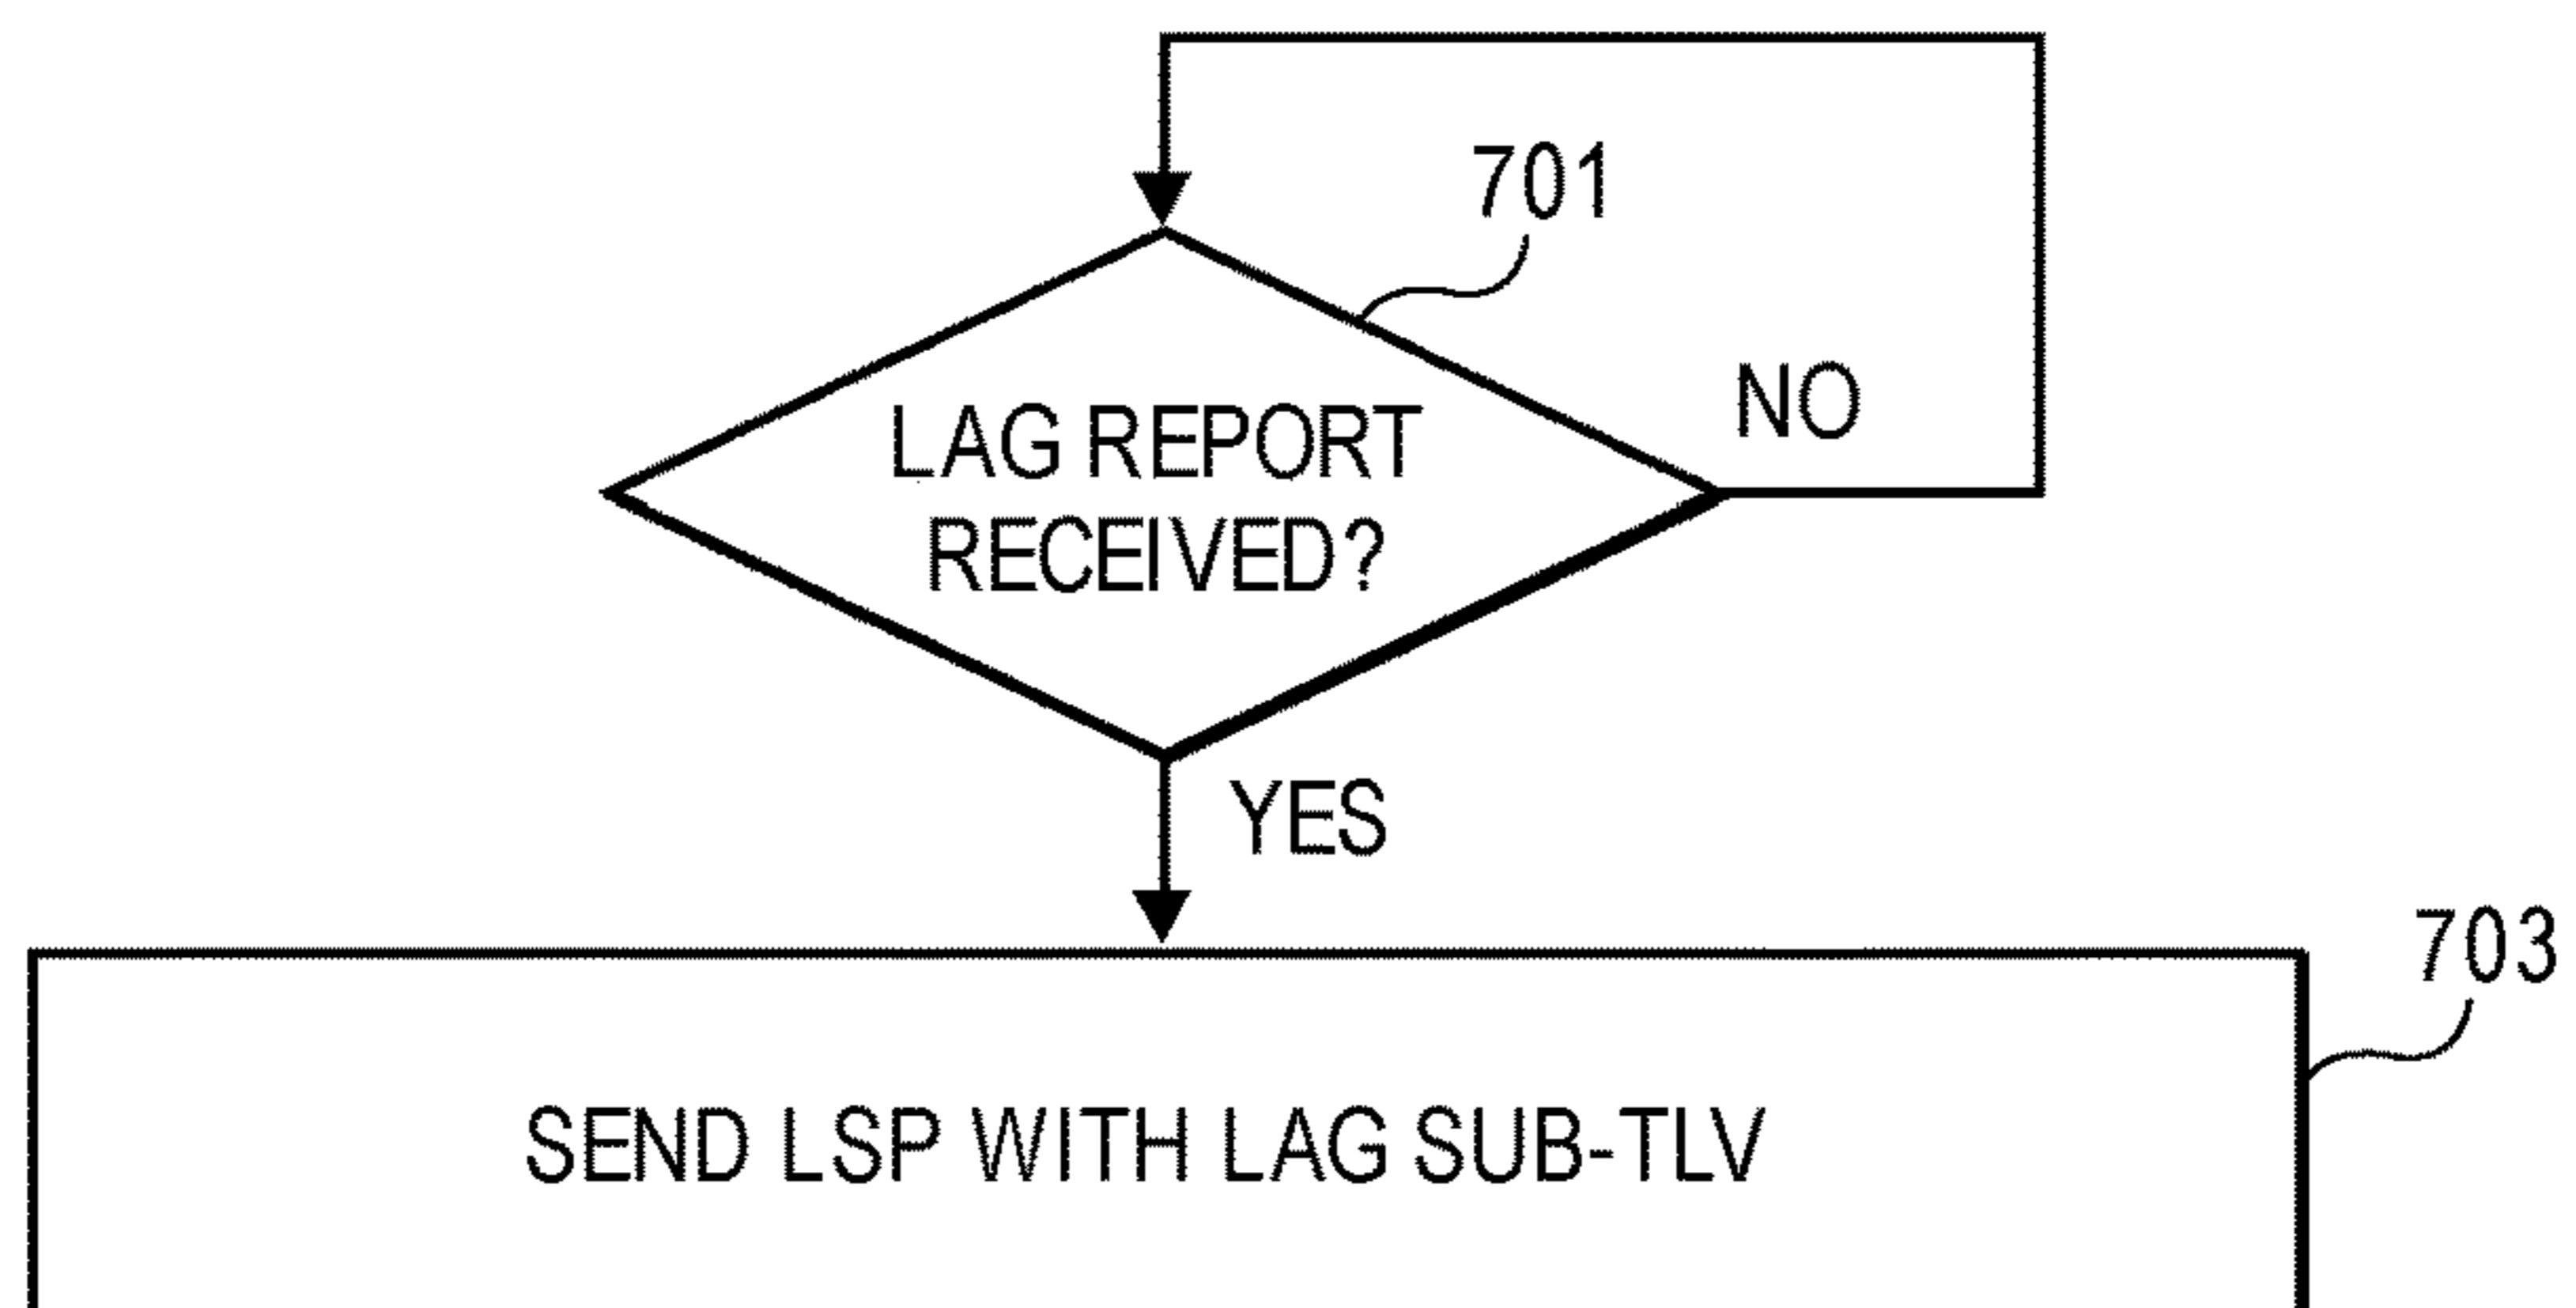 701
LAG REPORT
RECEIVED?
NO
YES
703
SEND LSP WITH LAG SUB-TLV